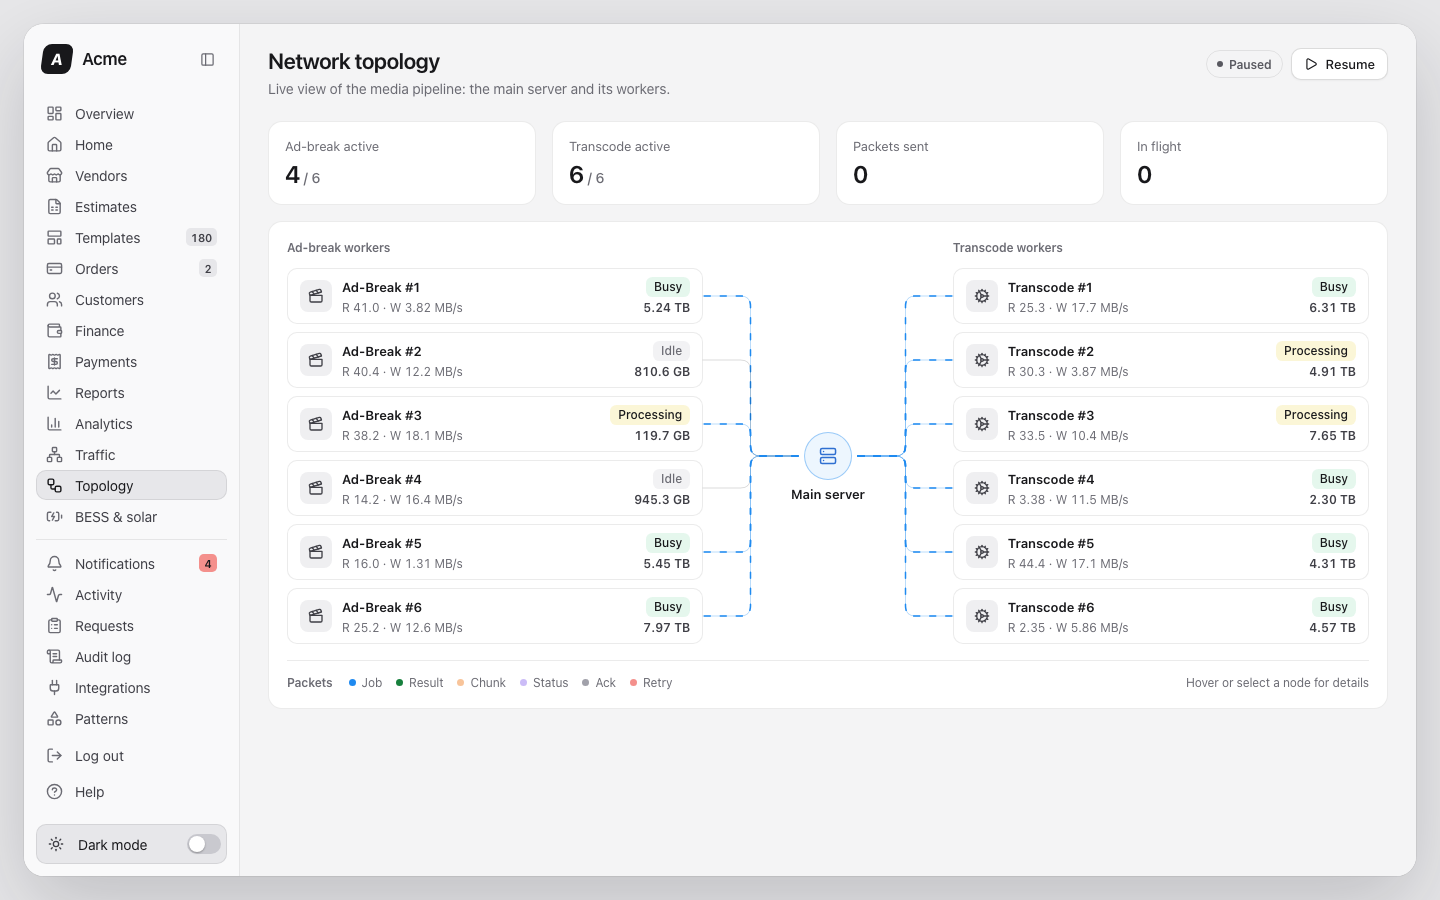 A Acme
Overview
Home
Vendors
Estimates
Templates 180
Orders 2
Customers
Finance
Payments
Reports
Analytics
Traffic
Topology
BESS & solar
Notifications 4
Activity
Requests
Audit log
Integrations
Patterns
Log out
Help
Dark mode
Network topology
Live view of the media pipeline: the main server and its workers.
Paused
Resume
Ad-break active
4 / 6
Transcode active
6 / 6
Packets sent
0
In flight
0
Ad-break workers
Ad-Break #1 Busy
R 41.0 · W 3.82 MB/s 5.24 TB
Ad-Break #2 Idle
R 40.4 · W 12.2 MB/s 810.6 GB
Ad-Break #3 Processing
R 38.2 · W 18.1 MB/s 119.7 GB
Ad-Break #4 Idle
R 14.2 · W 16.4 MB/s 945.3 GB
Ad-Break #5 Busy
R 16.0 · W 1.31 MB/s 5.45 TB
Ad-Break #6 Busy
R 25.2 · W 12.6 MB/s 7.97 TB
Main server
Transcode workers
Transcode #1 Busy
R 25.3 · W 17.7 MB/s 6.31 TB
Transcode #2 Processing
R 30.3 · W 3.87 MB/s 4.91 TB
Transcode #3 Processing
R 33.5 · W 10.4 MB/s 7.65 TB
Transcode #4 Busy
R 3.38 · W 11.5 MB/s 2.30 TB
Transcode #5 Busy
R 44.4 · W 17.1 MB/s 4.31 TB
Transcode #6 Busy
R 2.35 · W 5.86 MB/s 4.57 TB
Packets Job Result Chunk Status Ack Retry
Hover or select a node for details